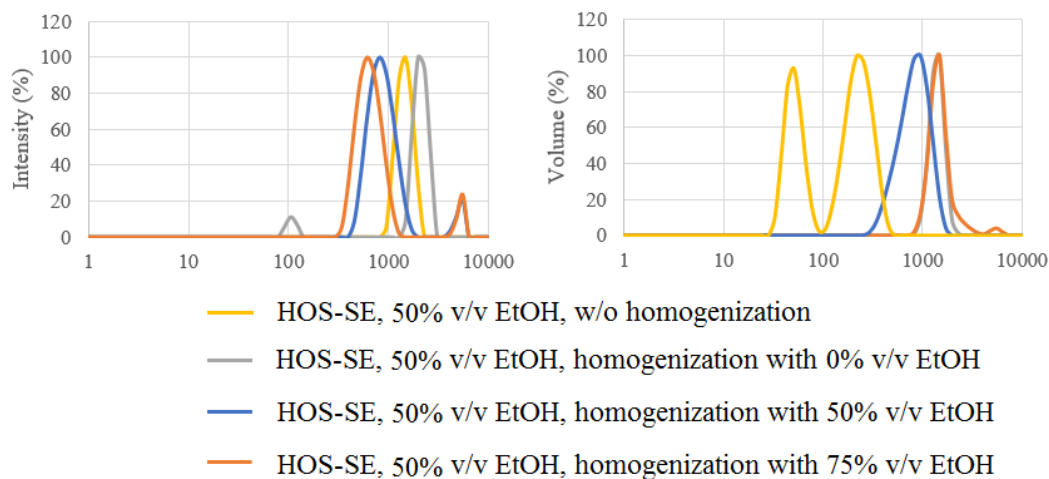 120
100
80
60
40
20
0
Intensity (%)
1 10 100 1000 10000
120
100
80
60
40
20
0
Volume (%)
1 10 100 1000 10000
HOS-SE, 50% v/v EtOH, w/o homogenization
HOS-SE, 50% v/v EtOH, homogenization with 0% v/v EtOH
HOS-SE, 50% v/v EtOH, homogenization with 50% v/v EtOH
HOS-SE, 50% v/v EtOH, homogenization with 75% v/v EtOH